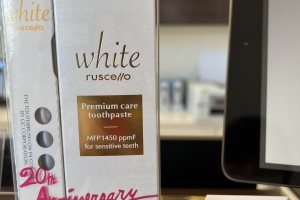 white
ruscello
white
ruscello
Premium care
toothpaste
MFP1450 ppmF
for sensitive teeth
20th
Anniversary